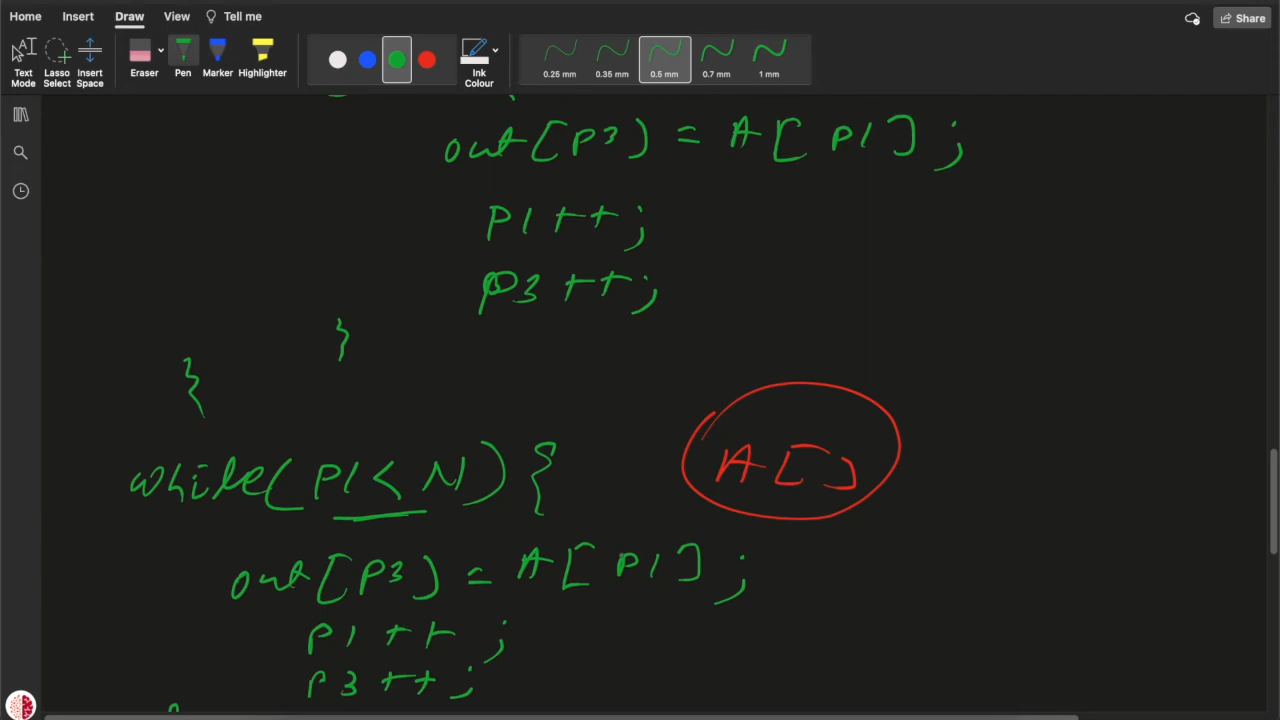 Home Insert Draw View Tell me Share
Text Mode Lasso Select Insert Space Eraser Pen Marker Highlighter Ink Colour 0.25 mm 0.35 mm 0.5 mm 0.7 mm 1 mm
out[P3] = A[P1];
P1++;
P3++;
}
}
while(P1<N){ A[]
out[P3] = A[P1];
P1++;
P3++;